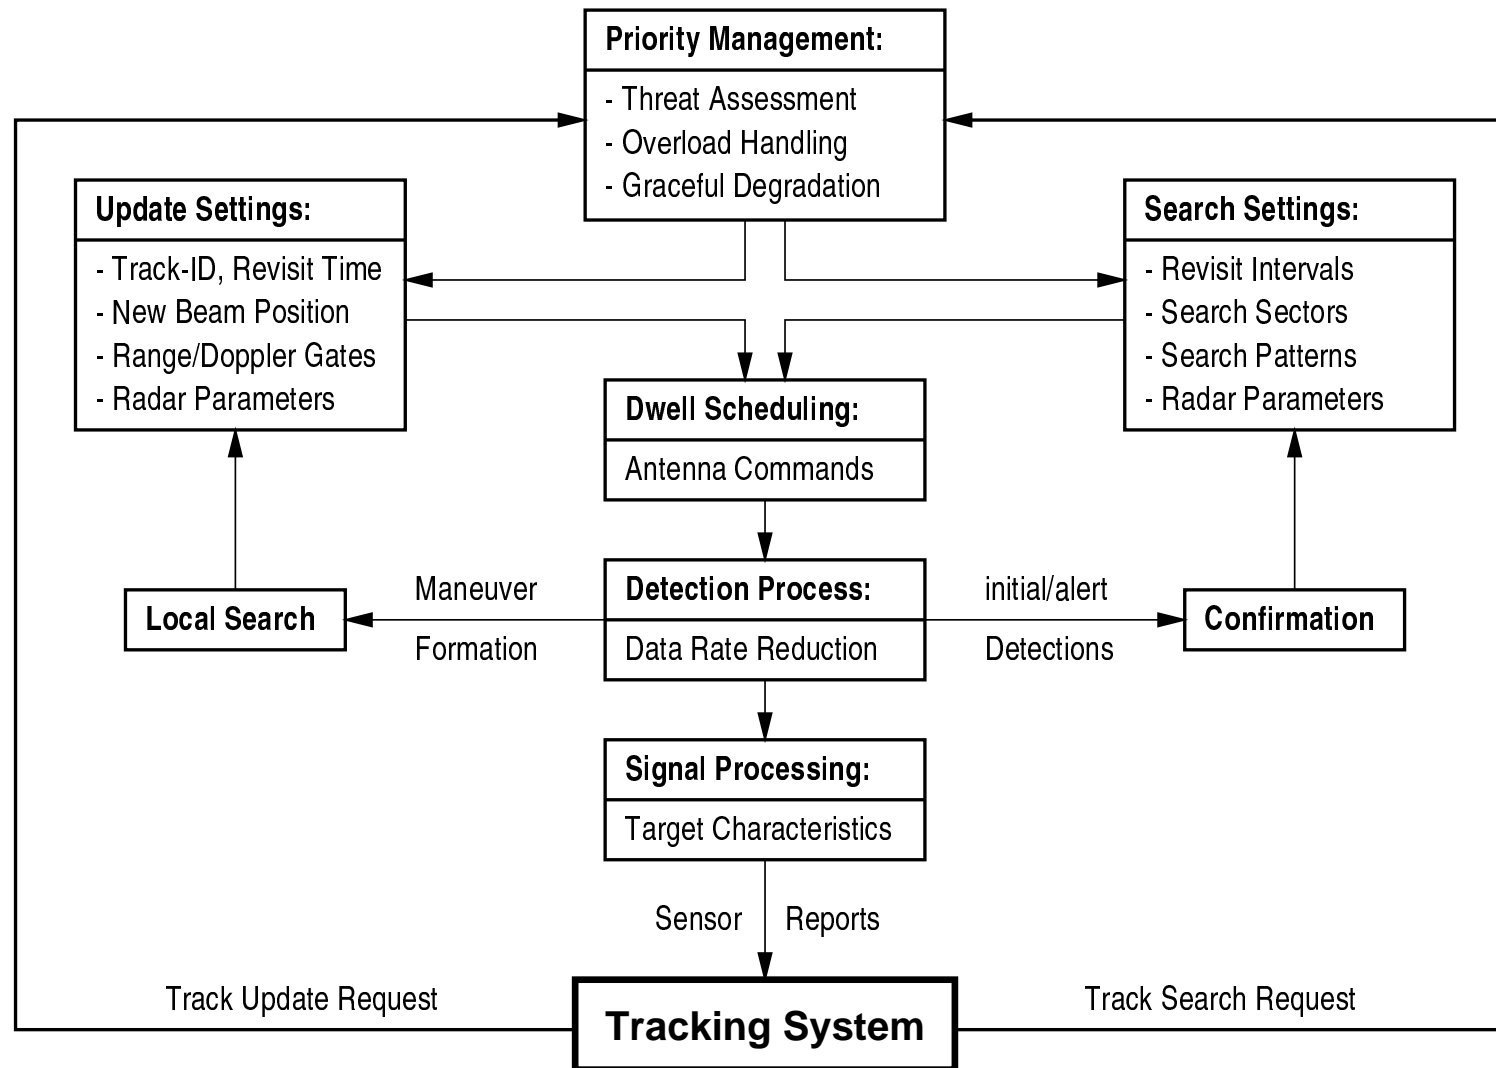 Priority Management:
- Threat Assessment
- Overload Handling
- Graceful Degradation
Update Settings:
- Track-ID, Revisit Time
- New Beam Position
- Range/Doppler Gates
- Radar Parameters
Search Settings:
- Revisit Intervals
- Search Sectors
- Search Patterns
- Radar Parameters
Dwell Scheduling:
Antenna Commands
Local Search
Maneuver
Formation
Detection Process:
Data Rate Reduction
initial/alert
Detections
Confirmation
Signal Processing:
Target Characteristics
Sensor Reports
Track Update Request
Tracking System
Track Search Request